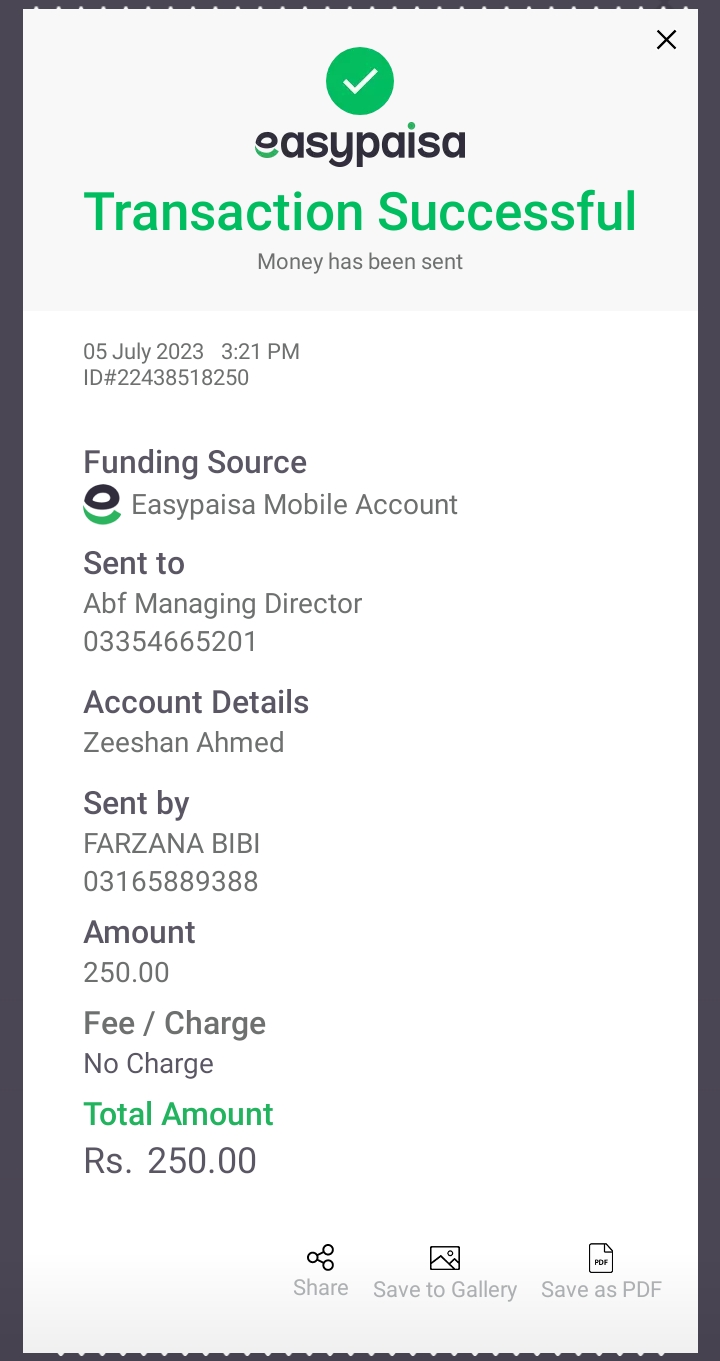 easypaisa
Transaction Successful
Money has been sent
05 July 2023 3:21 PM
ID#22438518250
Funding Source
Easypaisa Mobile Account
Sent to
Abf Managing Director
03354665201
Account Details
Zeeshan Ahmed
Sent by
FARZANA BIBI
03165889388
Amount
250.00
Fee / Charge
No Charge
Total Amount
Rs. 250.00
PDF
Share Save to Gallery Save as PDF